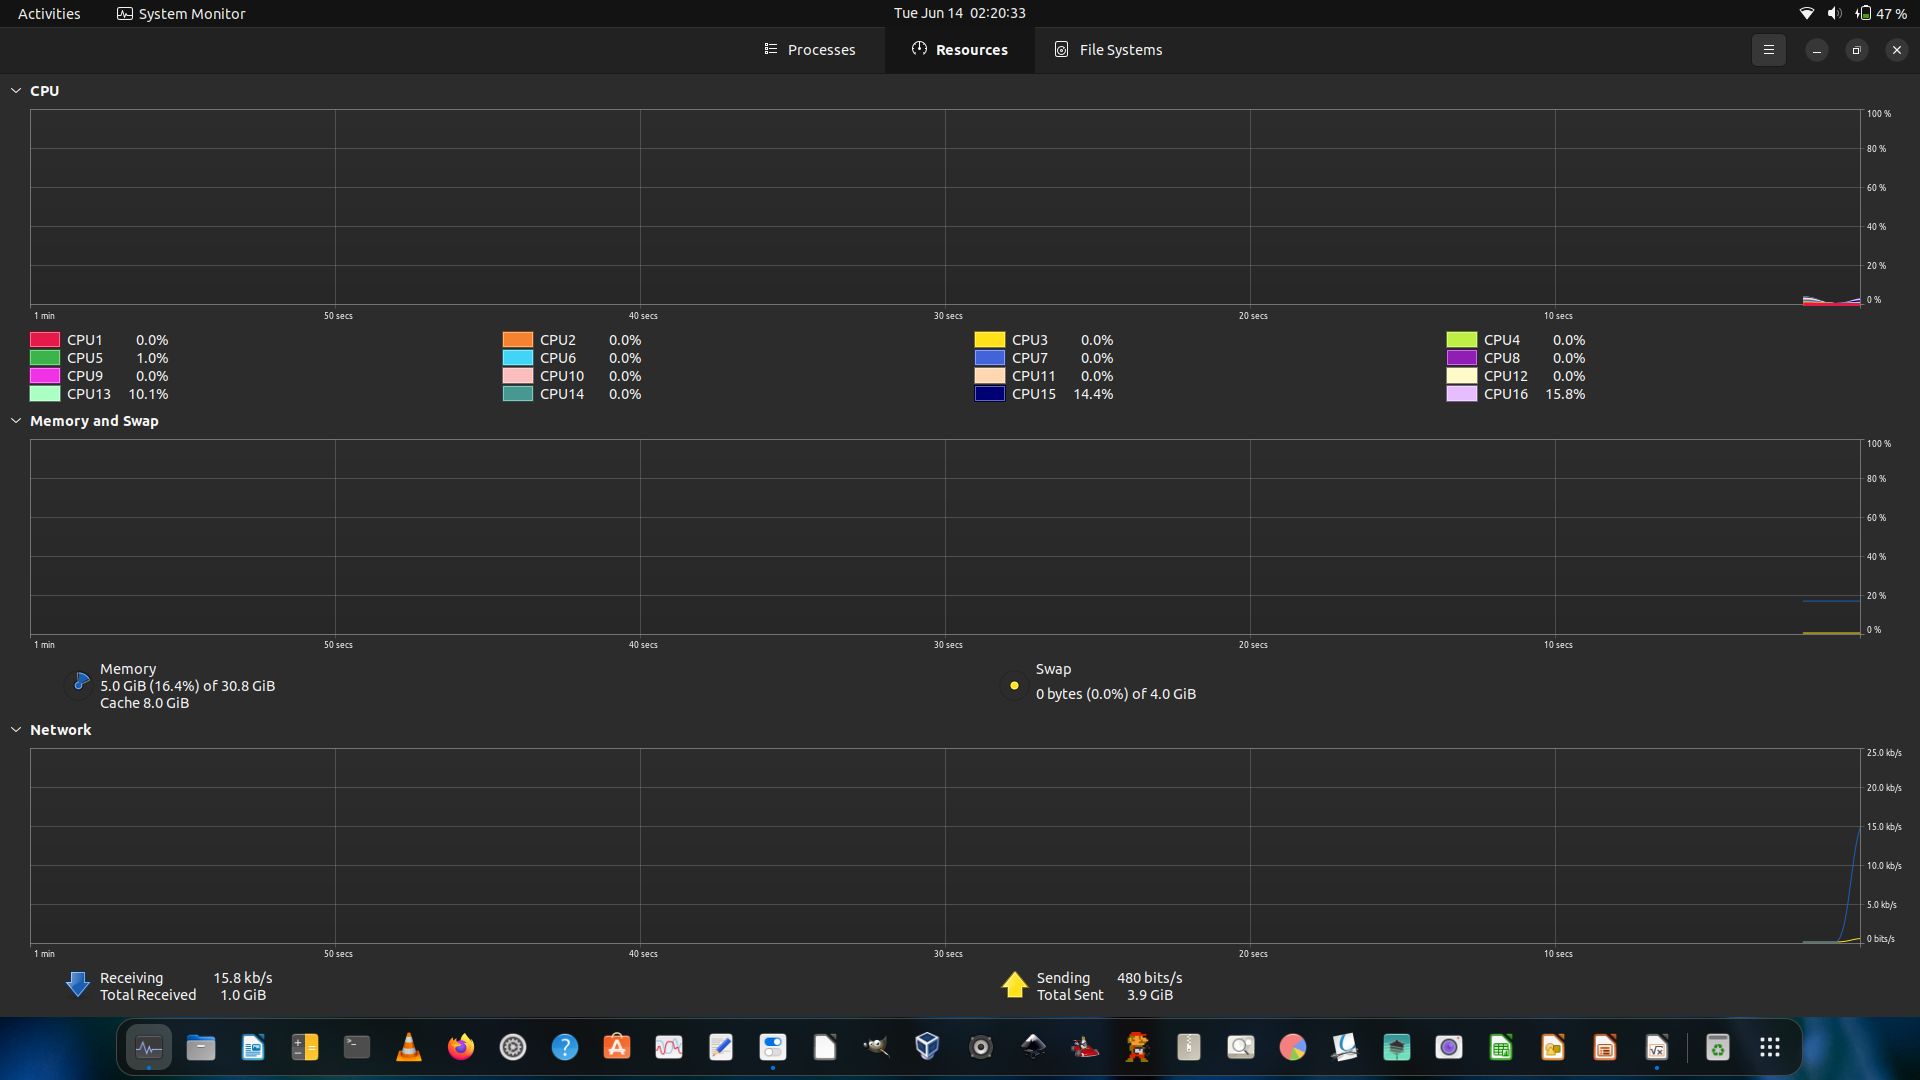 Activities System Monitor Tue Jun 14 02:20:33 47 %
Processes Resources File Systems
CPU
100 %
80 %
60 %
40 %
20 %
0 %
1 min 50 secs 40 secs 30 secs 20 secs 10 secs
CPU1 0.0% CPU2 0.0% CPU3 0.0% CPU4 0.0%
CPU5 1.0% CPU6 0.0% CPU7 0.0% CPU8 0.0%
CPU9 0.0% CPU10 0.0% CPU11 0.0% CPU12 0.0%
CPU13 10.1% CPU14 0.0% CPU15 14.4% CPU16 15.8%
Memory and Swap
100 %
80 %
60 %
40 %
20 %
0 %
1 min 50 secs 40 secs 30 secs 20 secs 10 secs
Memory
5.0 GiB (16.4%) of 30.8 GiB
Cache 8.0 GiB
Swap
0 bytes (0.0%) of 4.0 GiB
Network
25.0 kb/s
20.0 kb/s
15.0 kb/s
10.0 kb/s
5.0 kb/s
0 bits/s
1 min 50 secs 40 secs 30 secs 20 secs 10 secs
Receiving 15.8 kb/s
Total Received 1.0 GiB
Sending 480 bits/s
Total Sent 3.9 GiB